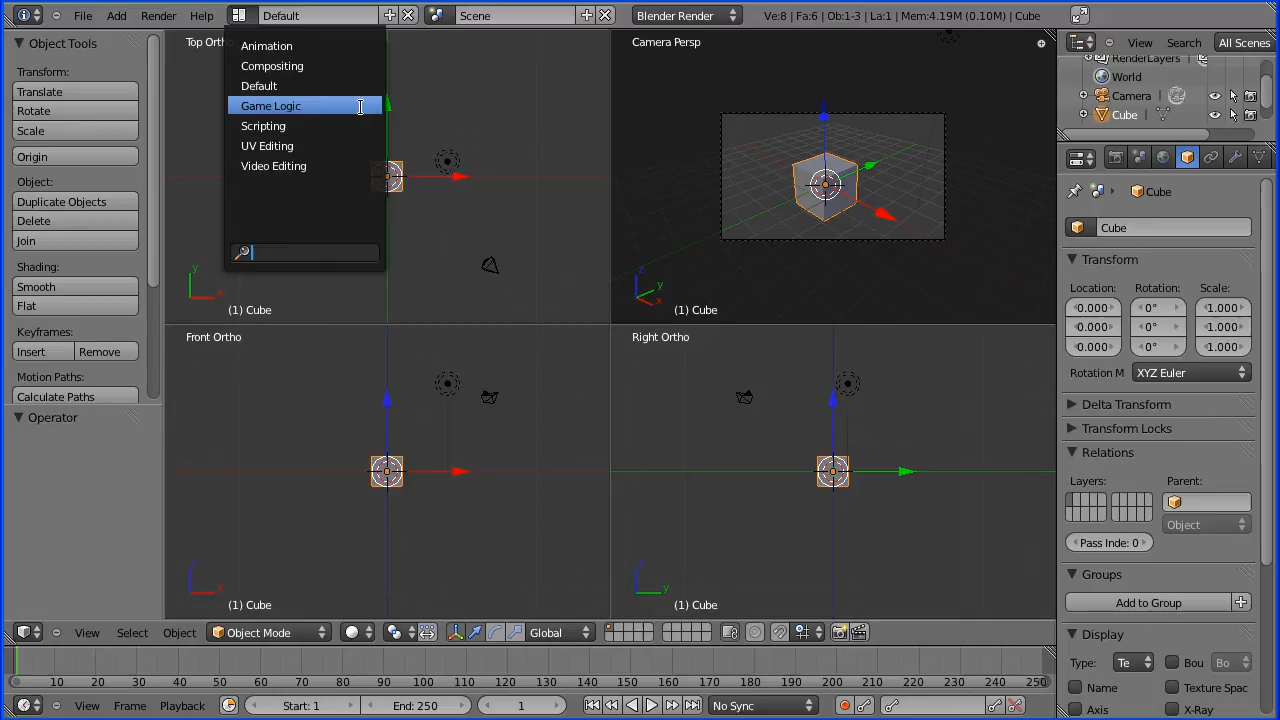 File Add Render Help Default Scene Blender Render Ve:8 | Fa:6 | Ob:1-3 | La:1 | Mem:4.19M (0.10M) | Cube
Object Tools
Transform:
Translate
Rotate
Scale
Origin
Object:
Duplicate Objects
Delete
Join
Shading:
Smooth
Flat
Keyframes:
Insert Remove
Motion Paths:
Calculate Paths
Operator
Top Ortho
Animation
Compositing
Default
Game Logic
Scripting
UV Editing
Video Editing
y
x
(1) Cube
Camera Persp
z
y
x
(1) Cube
Front Ortho
z
x
(1) Cube
Right Ortho
z
y
(1) Cube
View Search All Scenes
RenderLayers
World
Camera
Cube
Cube
Cube
Transform
Location: Rotation: Scale:
0.000 0° 1.000
0.000 0° 1.000
0.000 0° 1.000
Rotation M XYZ Euler
Delta Transform
Transform Locks
Relations
Layers: Parent:
Object
Pass Inde: 0
Groups
Add to Group
Display
Type: Te Bou Bo
Name Texture Spac
Axis X-Ray
View Select Object Object Mode Global
10 20 30 40 50 60 70 80 90 100 110 120 130 140 150 160 170 180 190 200 210 220 230 240 250
View Frame Playback Start: 1 End: 250 1 No Sync